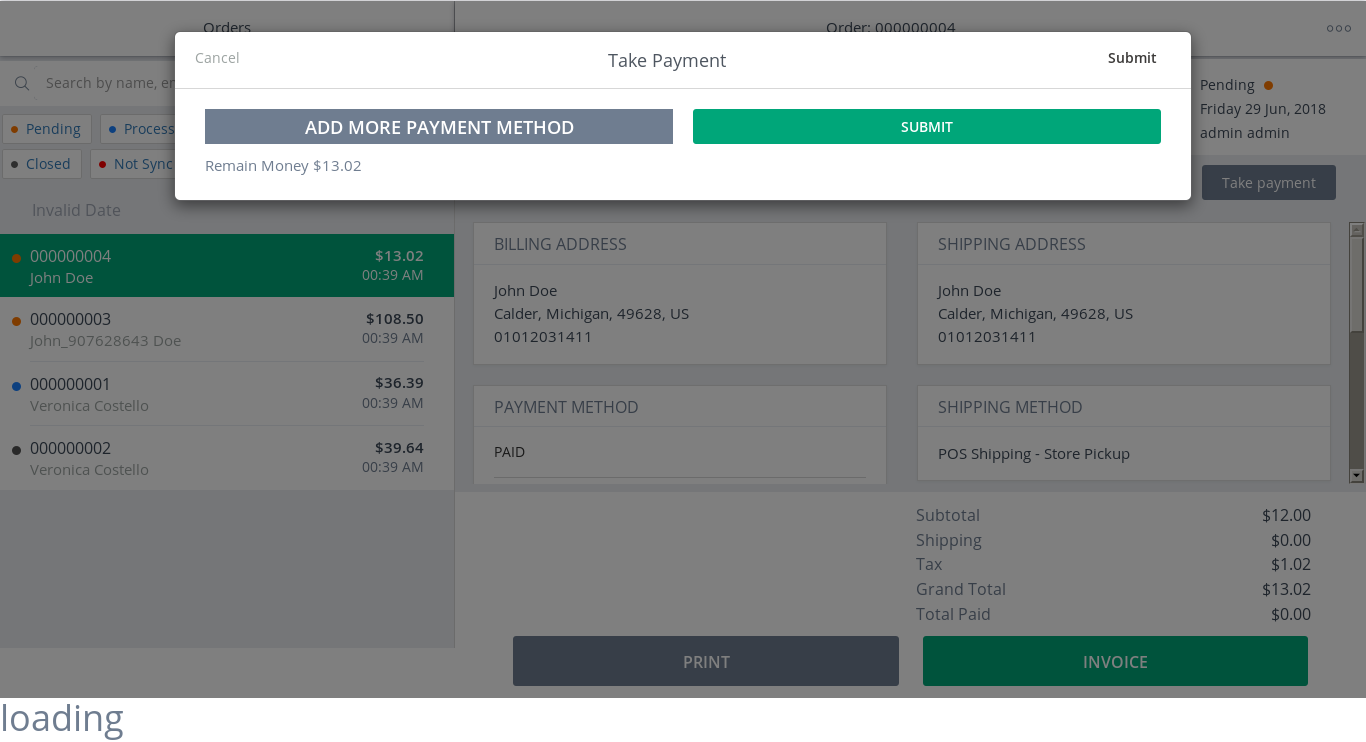 Orders
Order: 000000004
Cancel
Take Payment
Submit
ADD MORE PAYMENT METHOD
SUBMIT
Remain Money $13.02
Search by name, em
Pending
Process
Closed
Not Sync
Invalid Date
000000004
$13.02
John Doe
00:39 AM
000000003
$108.50
John_907628643 Doe
00:39 AM
000000001
$36.39
Veronica Costello
00:39 AM
000000002
$39.64
Veronica Costello
00:39 AM
Pending
Friday 29 Jun, 2018
admin admin
Take payment
BILLING ADDRESS
John Doe
Calder, Michigan, 49628, US
01012031411
SHIPPING ADDRESS
John Doe
Calder, Michigan, 49628, US
01012031411
PAYMENT METHOD
PAID
SHIPPING METHOD
POS Shipping - Store Pickup
Subtotal $12.00
Shipping $0.00
Tax $1.02
Grand Total $13.02
Total Paid $0.00
PRINT
INVOICE
loading